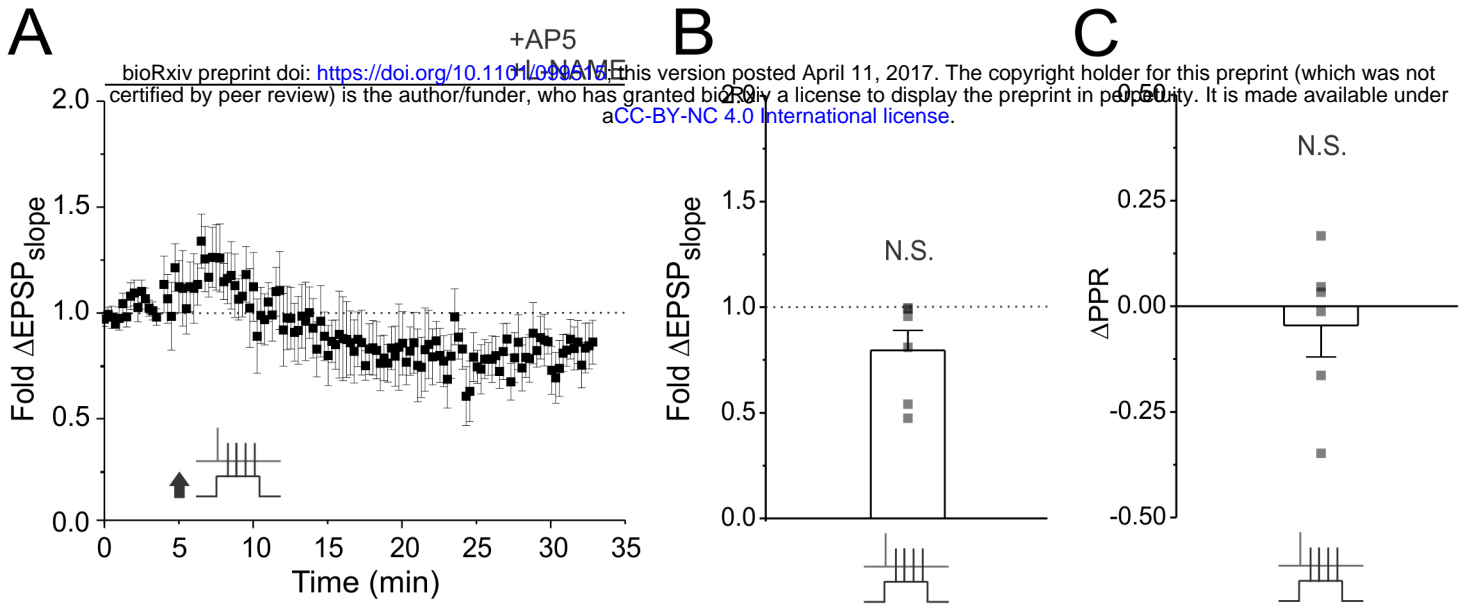 A
B
C
+AP5
+L-NAME
bioRxiv preprint doi: https://doi.org/10.1101/099515; this version posted April 11, 2017. The copyright holder for this preprint (which was not
certified by peer review) is the author/funder, who has granted bioRxiv a license to display the preprint in perpetuity. It is made available under
aCC-BY-NC 4.0 International license.
Fold ΔEPSPslope
2.0
1.5
1.0
0.5
0.0
0 5 10 15 20 25 30 35
Time (min)
Fold ΔEPSPslope
2.0
1.5
1.0
0.5
0.0
N.S.
ΔPPR
0.50
0.25
0.00
-0.25
-0.50
N.S.